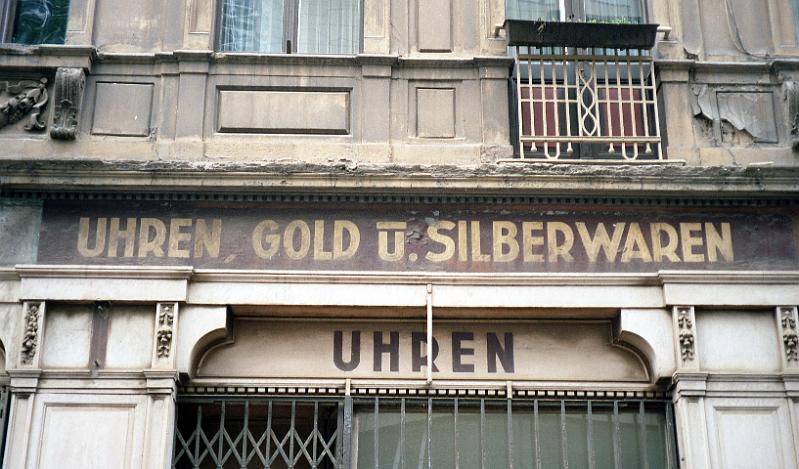 UHREN, GOLD U. SILBERWAREN
UHREN